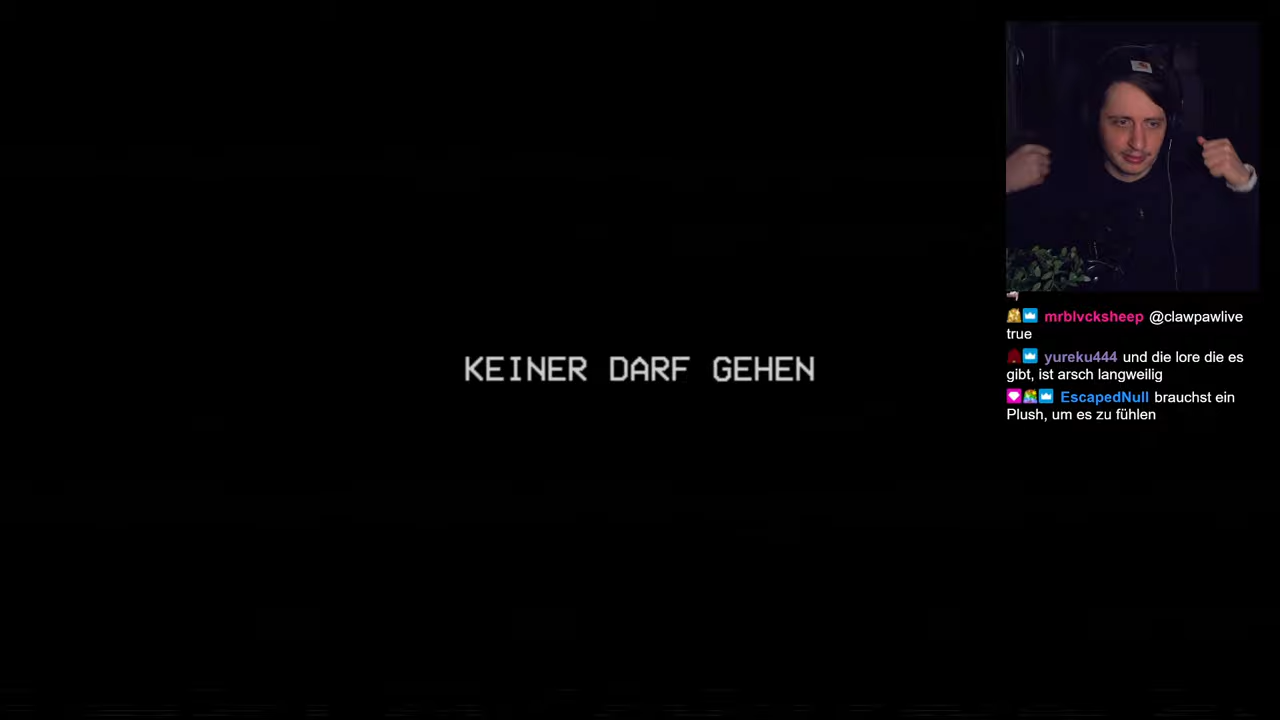 KEINER DARF GEHEN
mrblvcksheep @clawpawlive
true
yureku444 und die lore die es
gibt, ist arsch langweilig
EscapedNull brauchst ein
Plush, um es zu fühlen